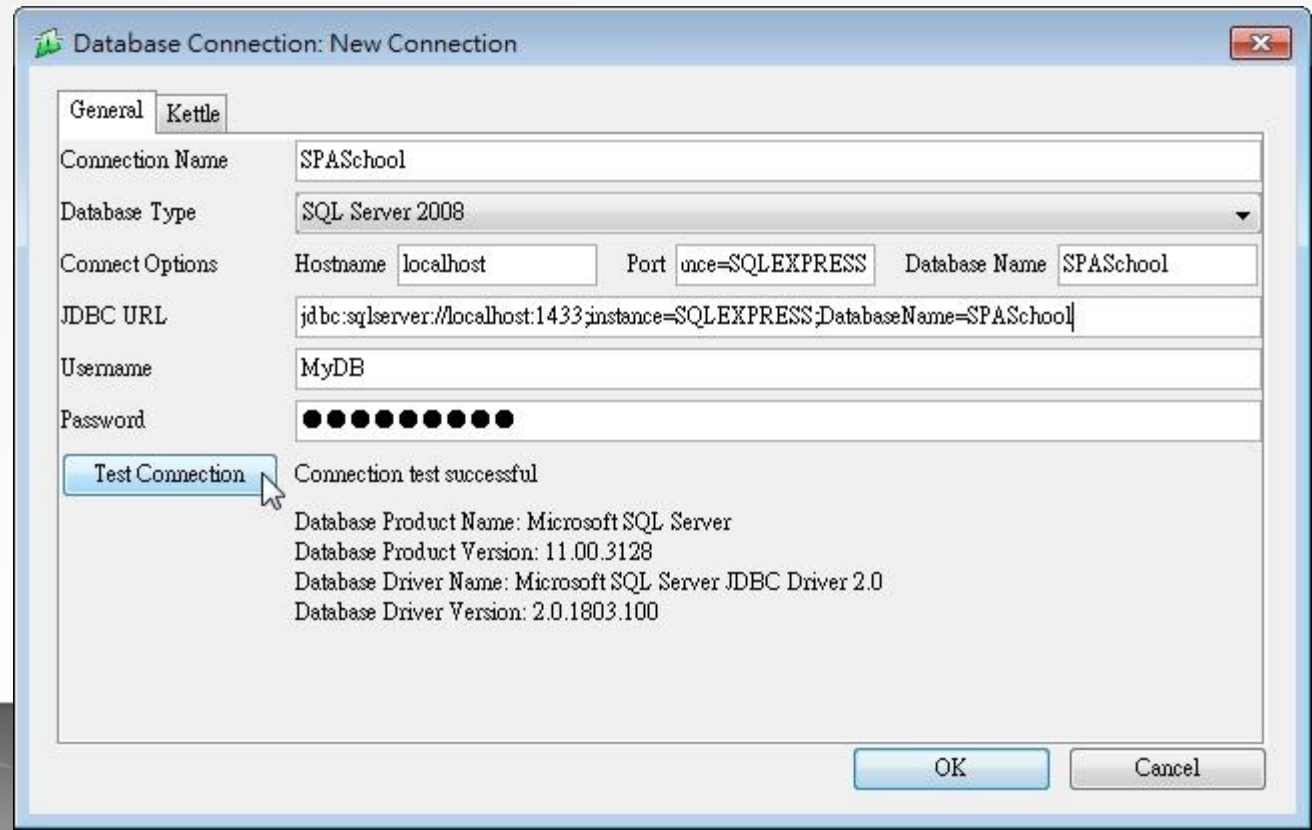 Database Connection: New Connection
General Kettle
Connection Name SPASchool
Database Type SQL Server 2008
Connect Options Hostname localhost Port nce=SQLEXPRESS Database Name SPASchool
JDBC URL jdbc:sqlserver://localhost:1433;instance=SQLEXPRESS;DatabaseName=SPASchool
Username MyDB
Password ●●●●●●●●●
Test Connection Connection test successful
Database Product Name: Microsoft SQL Server
Database Product Version: 11.00.3128
Database Driver Name: Microsoft SQL Server JDBC Driver 2.0
Database Driver Version: 2.0.1803.100
OK Cancel